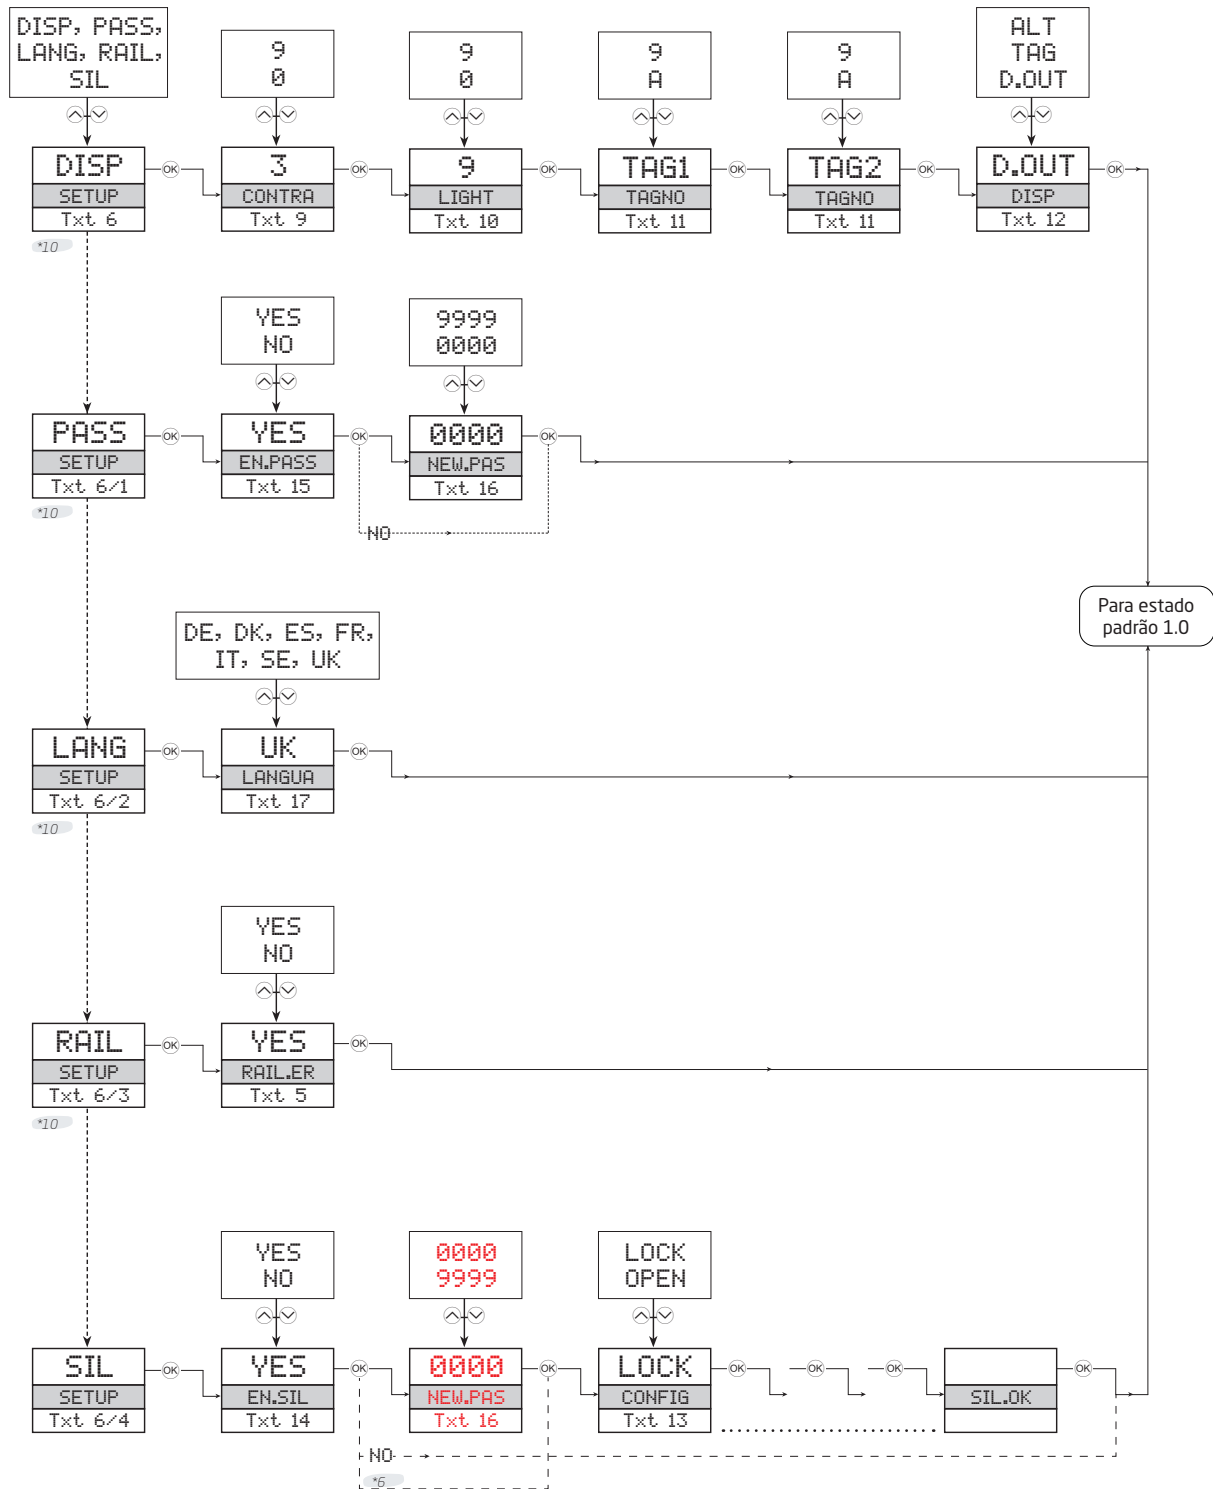 DISP, PASS,
LANG, RAIL,
SIL
9
0
9
0
9
A
9
A
ALT
TAG
D.OUT
DISP
SETUP
Txt 6
*10
OK
3
CONTRA
Txt 9
OK
9
LIGHT
Txt 10
OK
TAG1
TAGNO
Txt 11
OK
TAG2
TAGNO
Txt 11
OK
D.OUT
DISP
Txt 12
OK
YES
NO
9999
0000
PASS
SETUP
Txt 6/1
*10
OK
YES
EN.PASS
Txt 15
OK
0000
NEW.PAS
Txt 16
OK
NO
Para estado
padrão 1.0
DE, DK, ES, FR,
IT, SE, UK
LANG
SETUP
Txt 6/2
*10
OK
UK
LANGUA
Txt 17
OK
YES
NO
RAIL
SETUP
Txt 6/3
*10
OK
YES
RAIL.ER
Txt 5
OK
YES
NO
0000
9999
LOCK
OPEN
SIL
SETUP
Txt 6/4
OK
YES
EN.SIL
Txt 14
OK
0000
NEW.PAS
Txt 16
OK
LOCK
CONFIG
Txt 13
OK
OK
OK
SIL.OK
OK
NO
*6